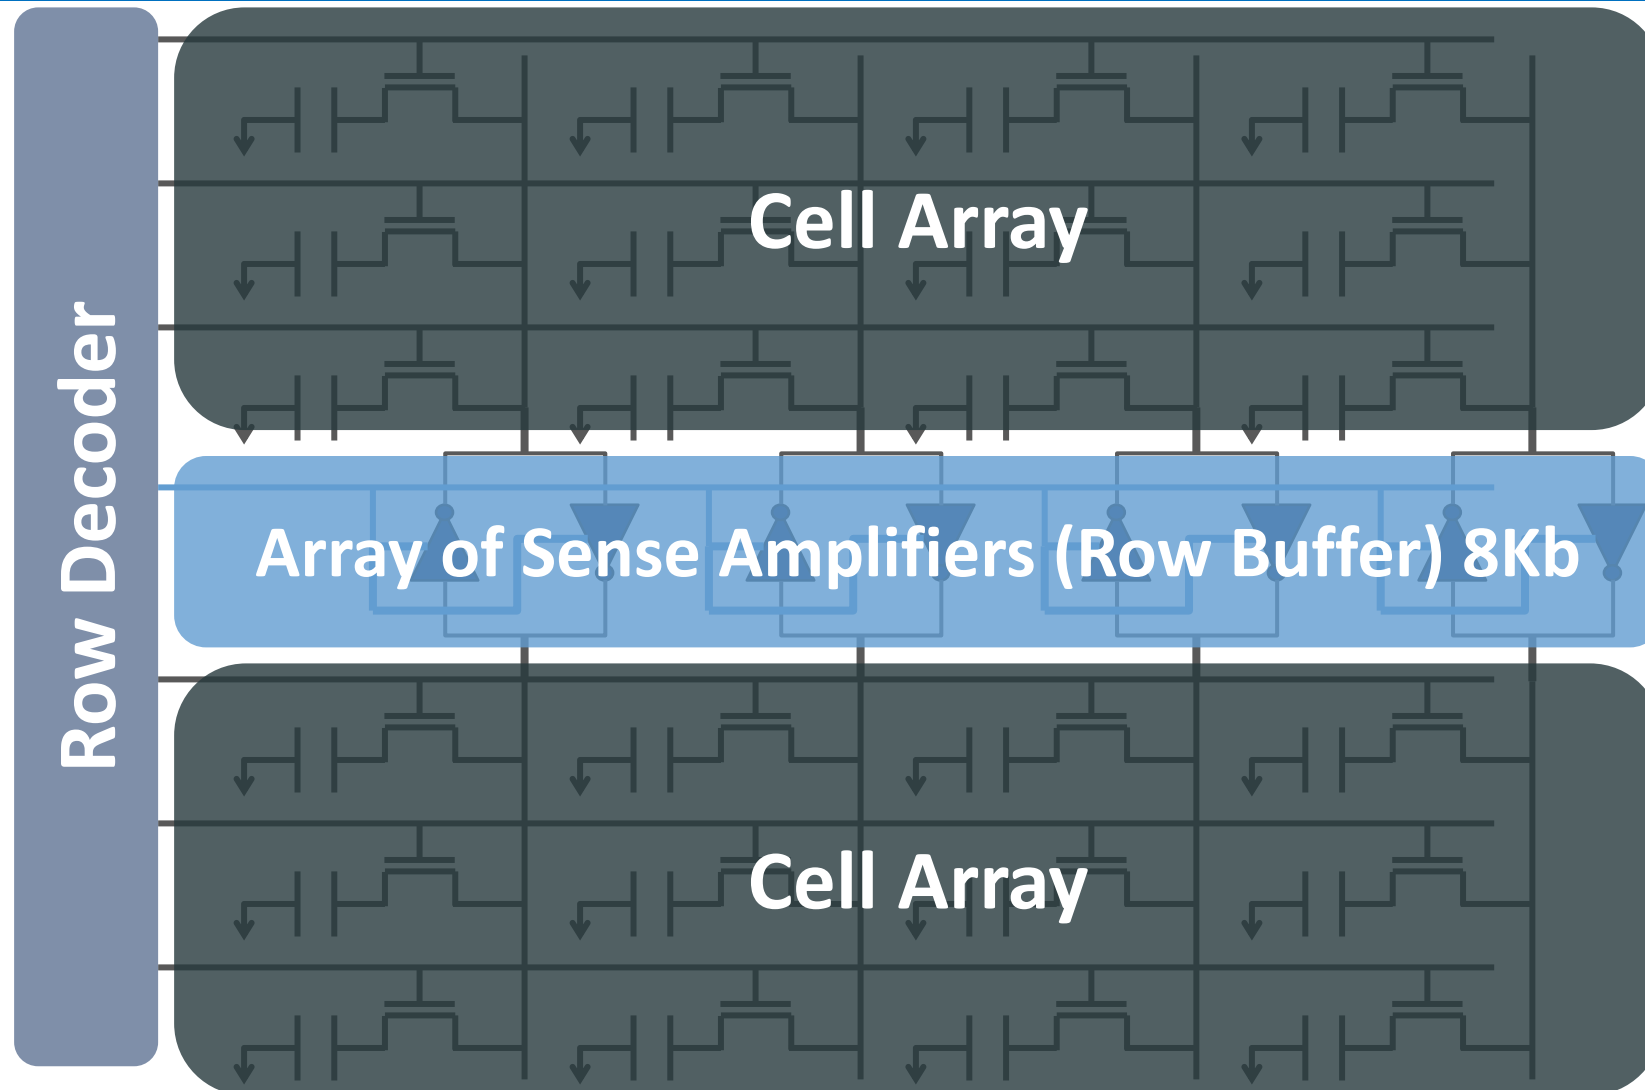 Row Decoder
Cell Array
Array of Sense Amplifiers (Row Buffer) 8Kb
Cell Array